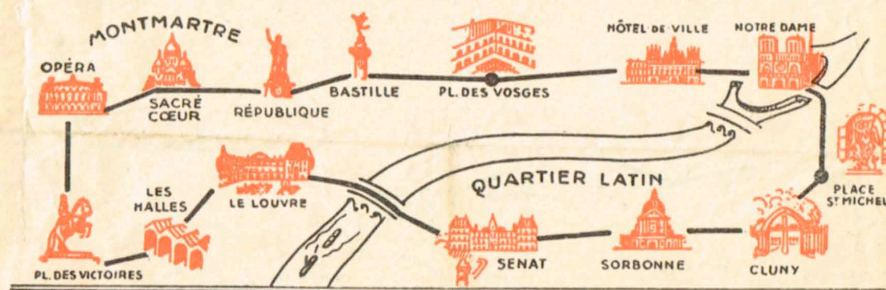 MONTMARTRE
OPÉRA
SACRÉ
CŒUR
RÉPUBLIQUE
BASTILLE
PL. DES VOSGES
HÔTEL DE VILLE
NOTRE DAME
PLACE
ST MICHEL
QUARTIER LATIN
LES
HALLES
LE LOUVRE
PL. DES VICTOIRES
SENAT
SORBONNE
CLUNY